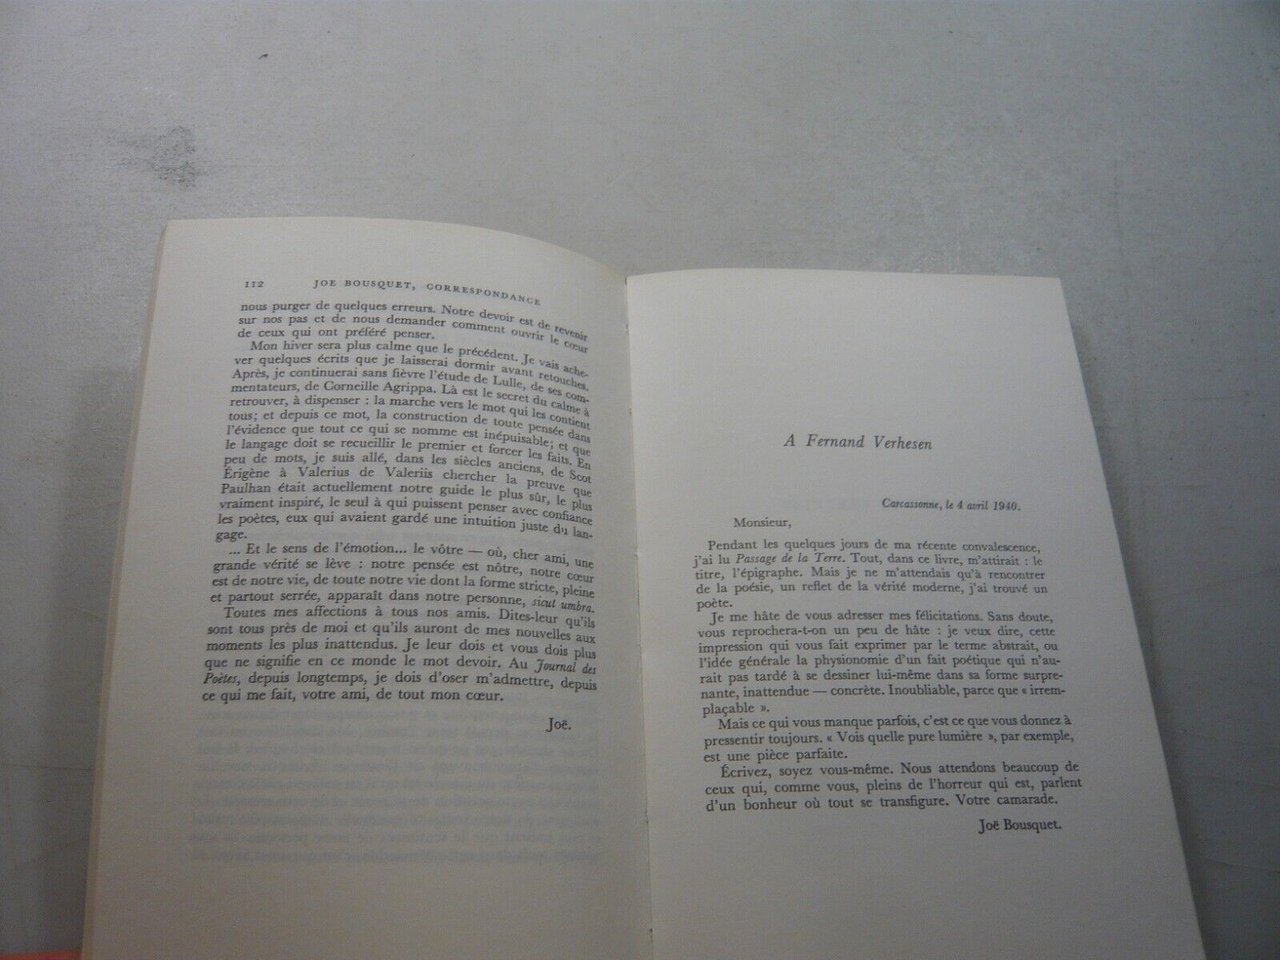 112
JOE BOUSQUET, CORRESPONDANCE
nous purger de quelques erreurs. Notre devoir est de revenir
sur nos pas et de nous demander comment ouvrir le cœur
de ceux qui ont préféré penser.
Mon hiver sera plus calme que le précédent. Je vais ache-
ver quelques écrits que je laisserai dormir avant retouches.
Après, je continuerai sans fièvre l'étude de Lulle, de ses com-
mentateurs, de Corneille Agrippa. Là est le secret du calme à
retrouver, à dispenser : la marche vers le mot qui les contient
tous; et depuis ce mot, la construction de toute pensée dans
l'évidence que tout ce qui se nomme est inépuisable; et que
le langage doit se recueillir le premier et forcer les faits. En
peu de mots, je suis allé, dans les siècles anciens, de Scot
Érigène à Valerius de Valeriis chercher la preuve que
Paulhan était actuellement notre guide le plus sûr, le plus
vraiment inspiré, le seul à qui puissent penser avec confiance
les poètes, eux qui avaient gardé une intuition juste du lan-
gage.
... Et le sens de l'émotion... le vôtre — où, cher ami, une
grande vérité se lève : notre pensée est nôtre, notre cœur
est de notre vie, de toute notre vie dont la forme stricte, pleine
et partout serrée, apparaît dans notre personne, sicut umbra.
Toutes mes affections à tous nos amis. Dites-leur qu'ils
sont tous près de moi et qu'ils auront de mes nouvelles aux
moments les plus inattendus. Je leur dois et vous dois plus
que ne signifie en ce monde le mot devoir. Au Journal des
Poètes, depuis longtemps, je dois d'oser m'admettre, depuis
ce qui me fait, votre ami, de tout mon cœur.
Joë.
A Fernand Verhesen
Carcassonne, le 4 avril 1940.
Monsieur,
Pendant les quelques jours de ma récente convalescence,
j'ai lu Passage de la Terre. Tout, dans ce livre, m'attirait : le
titre, l'épigraphe. Mais je ne m'attendais qu'à rencontrer
de la poésie, un reflet de la vérité moderne, j'ai trouvé un
poète.
Je me hâte de vous adresser mes félicitations. Sans doute,
vous reprochera-t-on un peu de hâte : je veux dire, cette
impression qui vous fait exprimer par le terme abstrait, ou
l'idée générale la physionomie d'un fait poétique qui n'au-
rait pas tardé à se dessiner lui-même dans sa forme surpre-
nante, inattendue — concrète. Inoubliable, parce que « irrem-
plaçable ».
Mais ce qui vous manque parfois, c'est ce que vous donnez à
pressentir toujours. « Vois quelle pure lumière », par exemple,
est une pièce parfaite.
Écrivez, soyez vous-même. Nous attendons beaucoup de
ceux qui, comme vous, pleins de l'horreur qui est, parlent
d'un bonheur où tout se transfigure. Votre camarade.
Joë Bousquet.